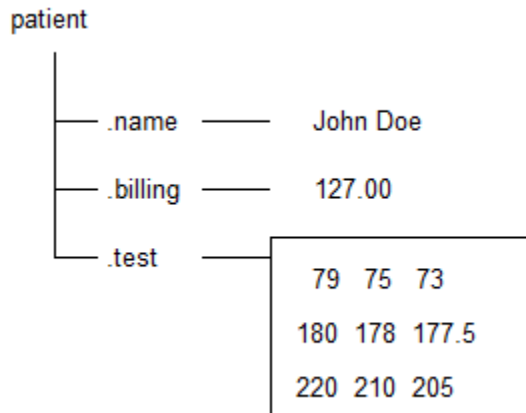 patient
.name John Doe
.billing 127.00
.test
79 75 73
180 178 177.5
220 210 205